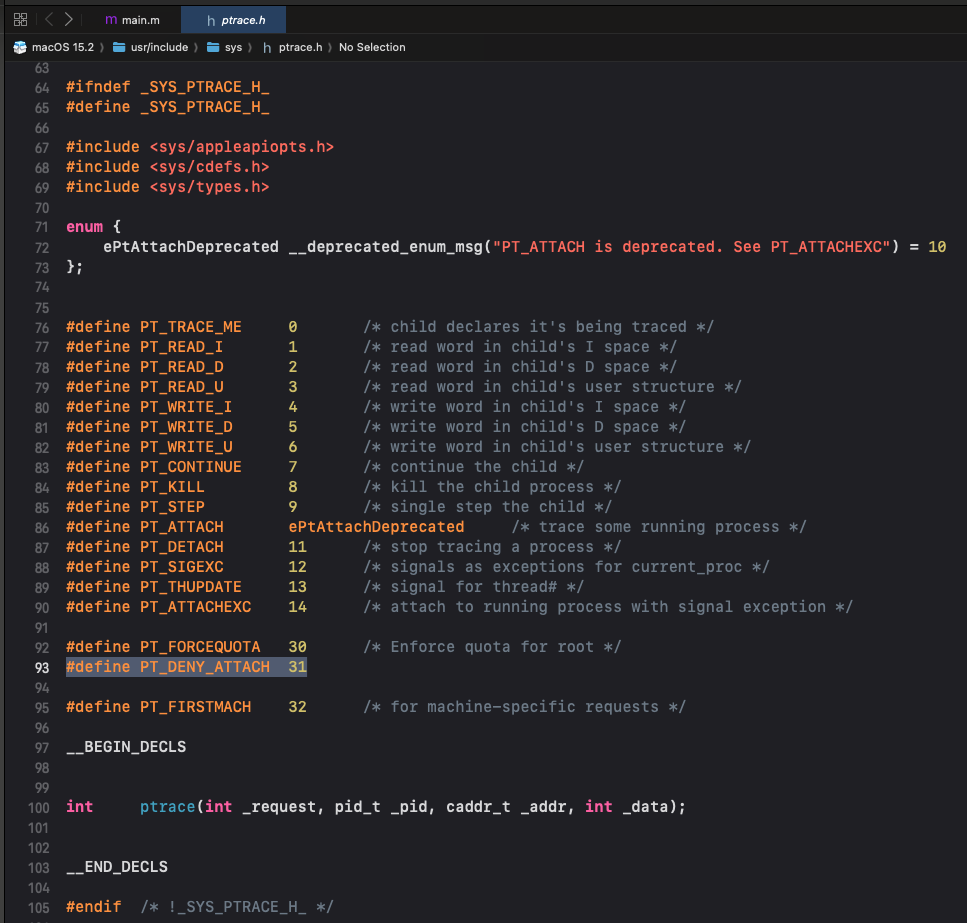 m main.m h ptrace.h
macOS 15.2 ⟩ usr/include ⟩ sys ⟩ h ptrace.h ⟩ No Selection
63
64 #ifndef _SYS_PTRACE_H_
65 #define _SYS_PTRACE_H_
66
67 #include <sys/appleapiopts.h>
68 #include <sys/cdefs.h>
69 #include <sys/types.h>
70
71 enum {
72     ePtAttachDeprecated __deprecated_enum_msg("PT_ATTACH is deprecated. See PT_ATTACHEXC") = 10
73 };
74
75
76 #define PT_TRACE_ME     0       /* child declares it's being traced */
77 #define PT_READ_I       1       /* read word in child's I space */
78 #define PT_READ_D       2       /* read word in child's D space */
79 #define PT_READ_U       3       /* read word in child's user structure */
80 #define PT_WRITE_I      4       /* write word in child's I space */
81 #define PT_WRITE_D      5       /* write word in child's D space */
82 #define PT_WRITE_U      6       /* write word in child's user structure */
83 #define PT_CONTINUE     7       /* continue the child */
84 #define PT_KILL         8       /* kill the child process */
85 #define PT_STEP         9       /* single step the child */
86 #define PT_ATTACH       ePtAttachDeprecated     /* trace some running process */
87 #define PT_DETACH       11      /* stop tracing a process */
88 #define PT_SIGEXC       12      /* signals as exceptions for current_proc */
89 #define PT_THUPDATE     13      /* signal for thread# */
90 #define PT_ATTACHEXC    14      /* attach to running process with signal exception */
91
92 #define PT_FORCEQUOTA   30      /* Enforce quota for root */
93 #define PT_DENY_ATTACH  31
94
95 #define PT_FIRSTMACH    32      /* for machine-specific requests */
96
97 __BEGIN_DECLS
98
99
100 int     ptrace(int _request, pid_t _pid, caddr_t _addr, int _data);
101
102
103 __END_DECLS
104
105 #endif  /* !_SYS_PTRACE_H_ */